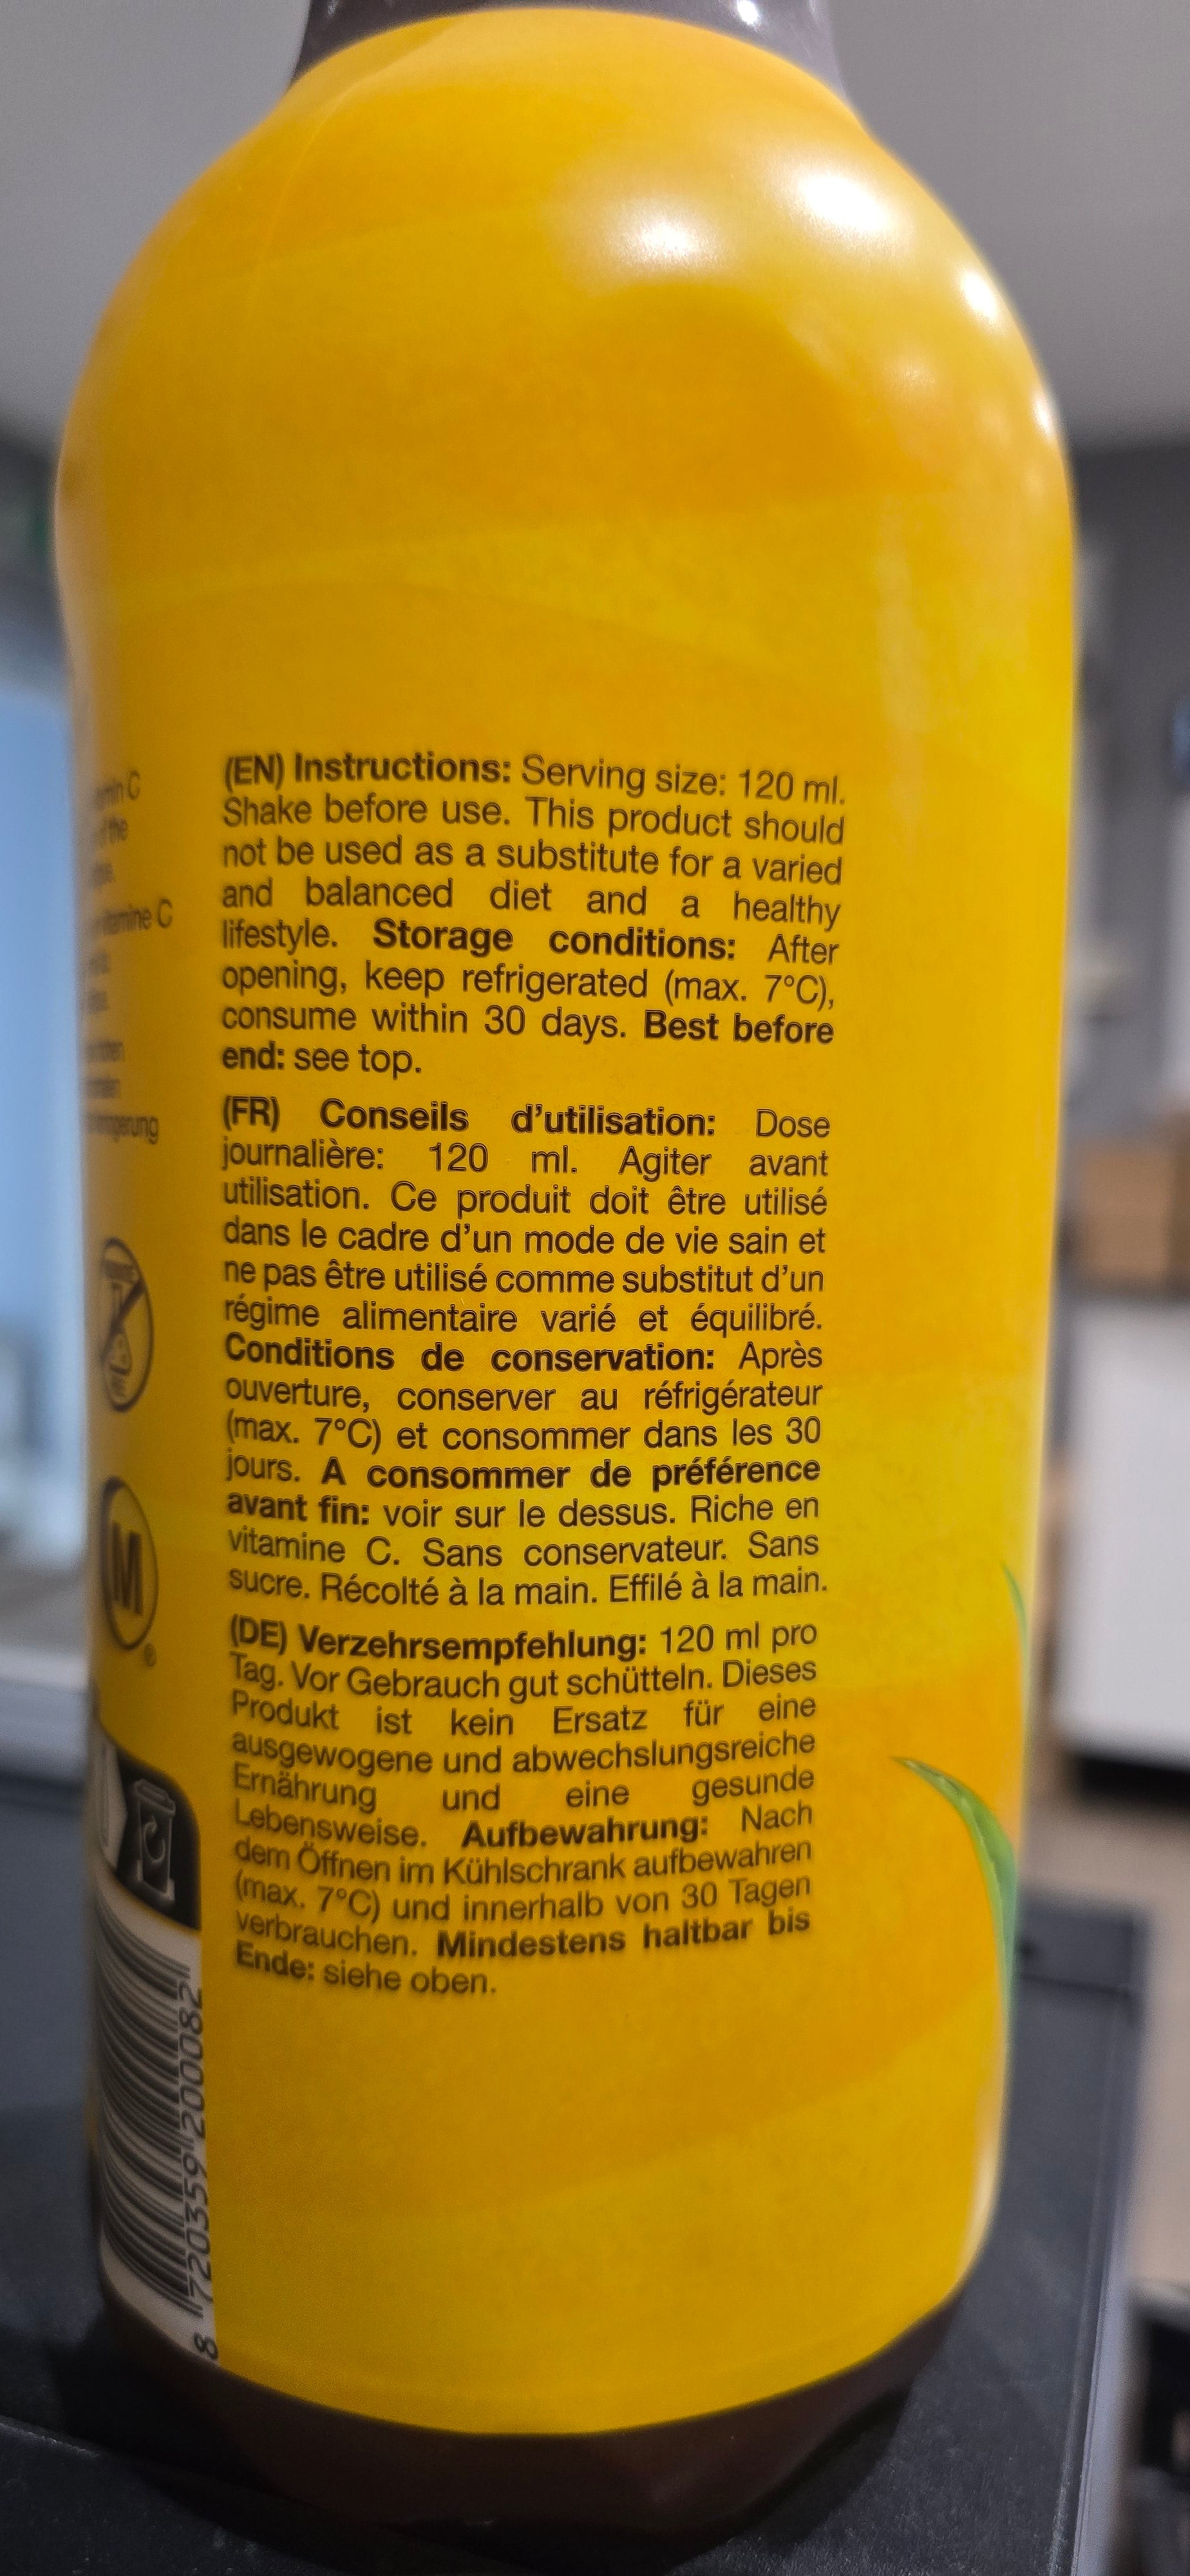 (EN) Instructions: Serving size: 120 ml.
Shake before use. This product should
not be used as a substitute for a varied
and balanced diet and a healthy
lifestyle. Storage conditions: After
opening, keep refrigerated (max. 7°C),
consume within 30 days. Best before
end: see top.
(FR) Conseils d'utilisation: Dose
journalière: 120 ml. Agiter avant
utilisation. Ce produit doit être utilisé
dans le cadre d'un mode de vie sain et
ne pas être utilisé comme substitut d'un
régime alimentaire varié et équilibré.
Conditions de conservation: Après
ouverture, conserver au réfrigérateur
(max. 7°C) et consommer dans les 30
jours. A consommer de préférence
avant fin: voir sur le dessus. Riche en
vitamine C. Sans conservateur. Sans
sucre. Récolté à la main. Effilé à la main.
(DE) Verzehrsempfehlung: 120 ml pro
Tag. Vor Gebrauch gut schütteln. Dieses
Produkt ist kein Ersatz für eine
ausgewogene und abwechslungsreiche
Ernährung und eine gesunde
Lebensweise. Aufbewahrung: Nach
dem Öffnen im Kühlschrank aufbewahren
(max. 7°C) und innerhalb von 30 Tagen
verbrauchen. Mindestens haltbar bis
Ende: siehe oben.
C
of the
C
M
®
8 720359 200082